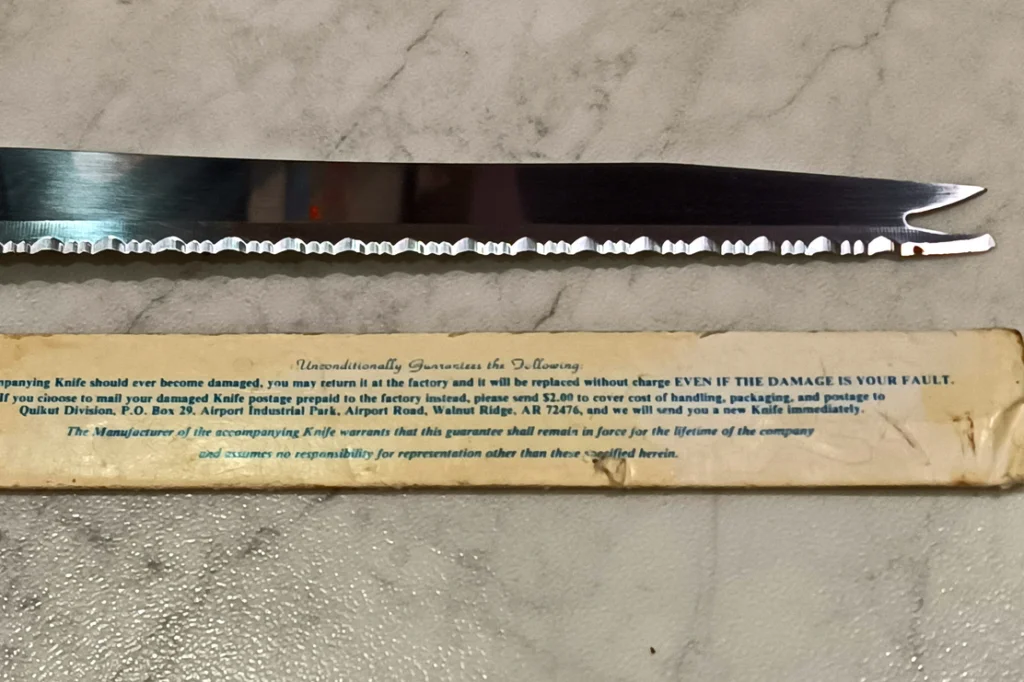 Unconditionally Guarantees the Following:
mpanying Knife should ever become damaged, you may return it at the factory and it will be replaced without charge EVEN IF THE DAMAGE IS YOUR FAULT.
If you choose to mail your damaged Knife postage prepaid to the factory instead, please send $2.00 to cover cost of handling, packaging, and postage to
Quikut Division, P.O. Box 29, Airport Industrial Park, Airport Road, Walnut Ridge, AR 72476, and we will send you a new Knife immediately.
The Manufacturer of the accompanying Knife warrants that this guarantee shall remain in force for the lifetime of the company
and assumes no responsibility for representation other than these specified herein.